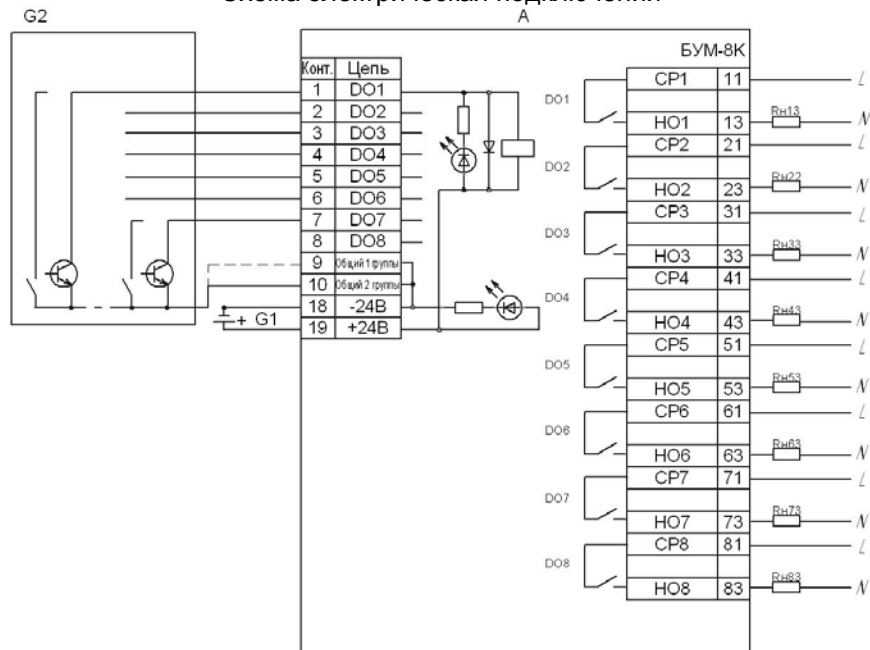 Схема электрическая подключений
G2
A
БУМ-8К
Конт. Цепь
1 DO1
2 DO2
3 DO3
4 DO4
5 DO5
6 DO6
7 DO7
8 DO8
9 Общий 1 группы
10 Общий 2 группы
18 -24В
19 +24В
+ G1
DO1
CP1 11 L
HO1 13 Rн13 N
DO2
CP2 21 L
HO2 23 Rн22 N
DO3
CP3 31 L
HO3 33 Rн33 N
DO4
CP4 41 L
HO4 43 Rн43 N
DO5
CP5 51 L
HO5 53 Rн53 N
DO6
CP6 61 L
HO6 63 Rн63 N
DO7
CP7 71 L
HO7 73 Rн73 N
DO8
CP8 81 L
HO8 83 Rн83 N